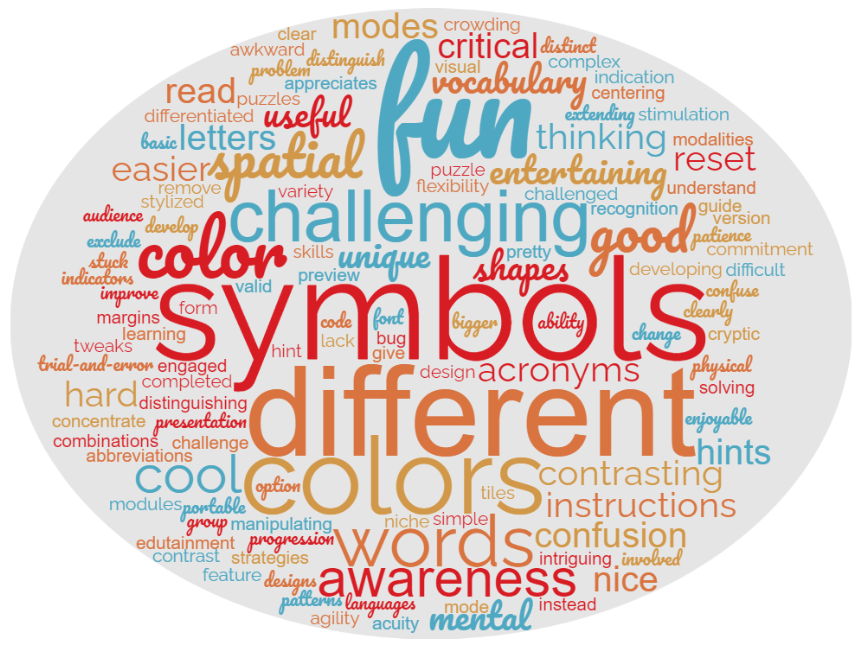 clear
modes
crowding
awkward
distinguish
critical
distinct
problem
visual
complex
appreciates
vocabulary
indication
read
puzzles
centering
differentiated
useful
fun
extending
stimulation
basic
letters
thinking
modalities
easier
spatial
puzzle
entertaining
reset
remove
variety
flexibility
challenged
understand
stylized
audience
develop
challenging
recognition
guide
version
exclude
color
skills
unique
pretty
good
patience
commitment
stuck
indicators
preview
shapes
developing
difficult
improve
valid
symbols
confuse
margins
form
code
font
bigger
ability
clearly
learning
lack
bug
change
cryptic
tweaks
hint
give
trial-and-error
engaged
design
acronyms
physical
completed
solving
hard
distinguishing
different
concentrate
presentation
enjoyable
combinations
challenge
hints
abbreviations
cool
option
colors
tiles
contrasting
modules
portable
instructions
group
manipulating
niche
simple
edutainment
progression
words
confusion
contrast
strategies
intriguing
involved
feature
designs
awareness
nice
patterns
languages
mode
instead
agility
acuity
mental